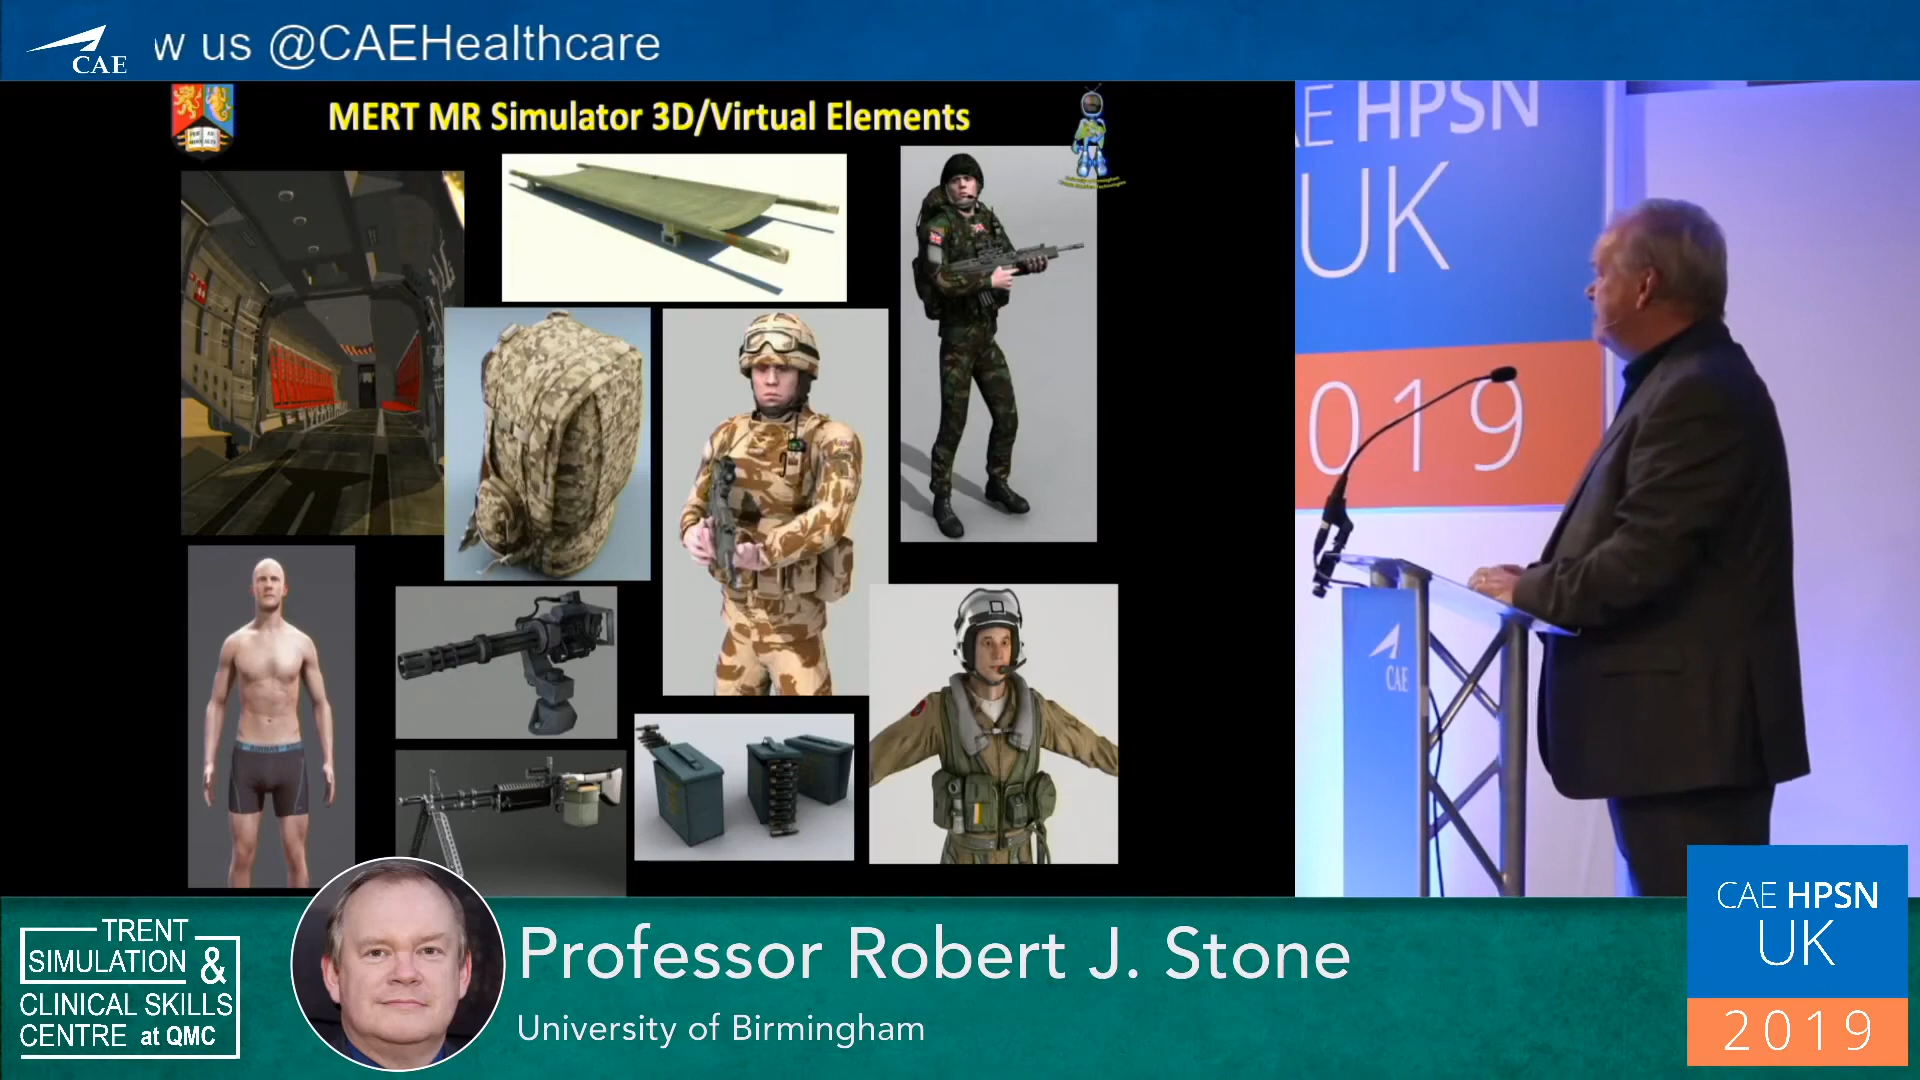 CAE
w us @CAEHealthcare
MERT MR Simulator 3D/Virtual Elements
AE HPSN
UK
019
CAE
TRENT
SIMULATION &
CLINICAL SKILLS
CENTRE at QMC
Professor Robert J. Stone
University of Birmingham
CAE HPSN
UK
2019